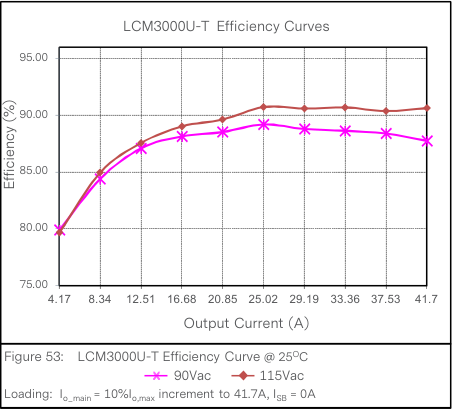 LCM3000U-T Efficiency Curves
95.00
90.00
85.00
80.00
75.00
Efficiency (%)
4.17 8.34 12.51 16.68 20.85 25.02 29.19 33.36 37.53 41.7
Output Current (A)
Figure 53: LCM3000U-T Efficiency Curve @ 25°C
90Vac 115Vac
Loading: Io_main = 10%Io,max increment to 41.7A, ISB = 0A